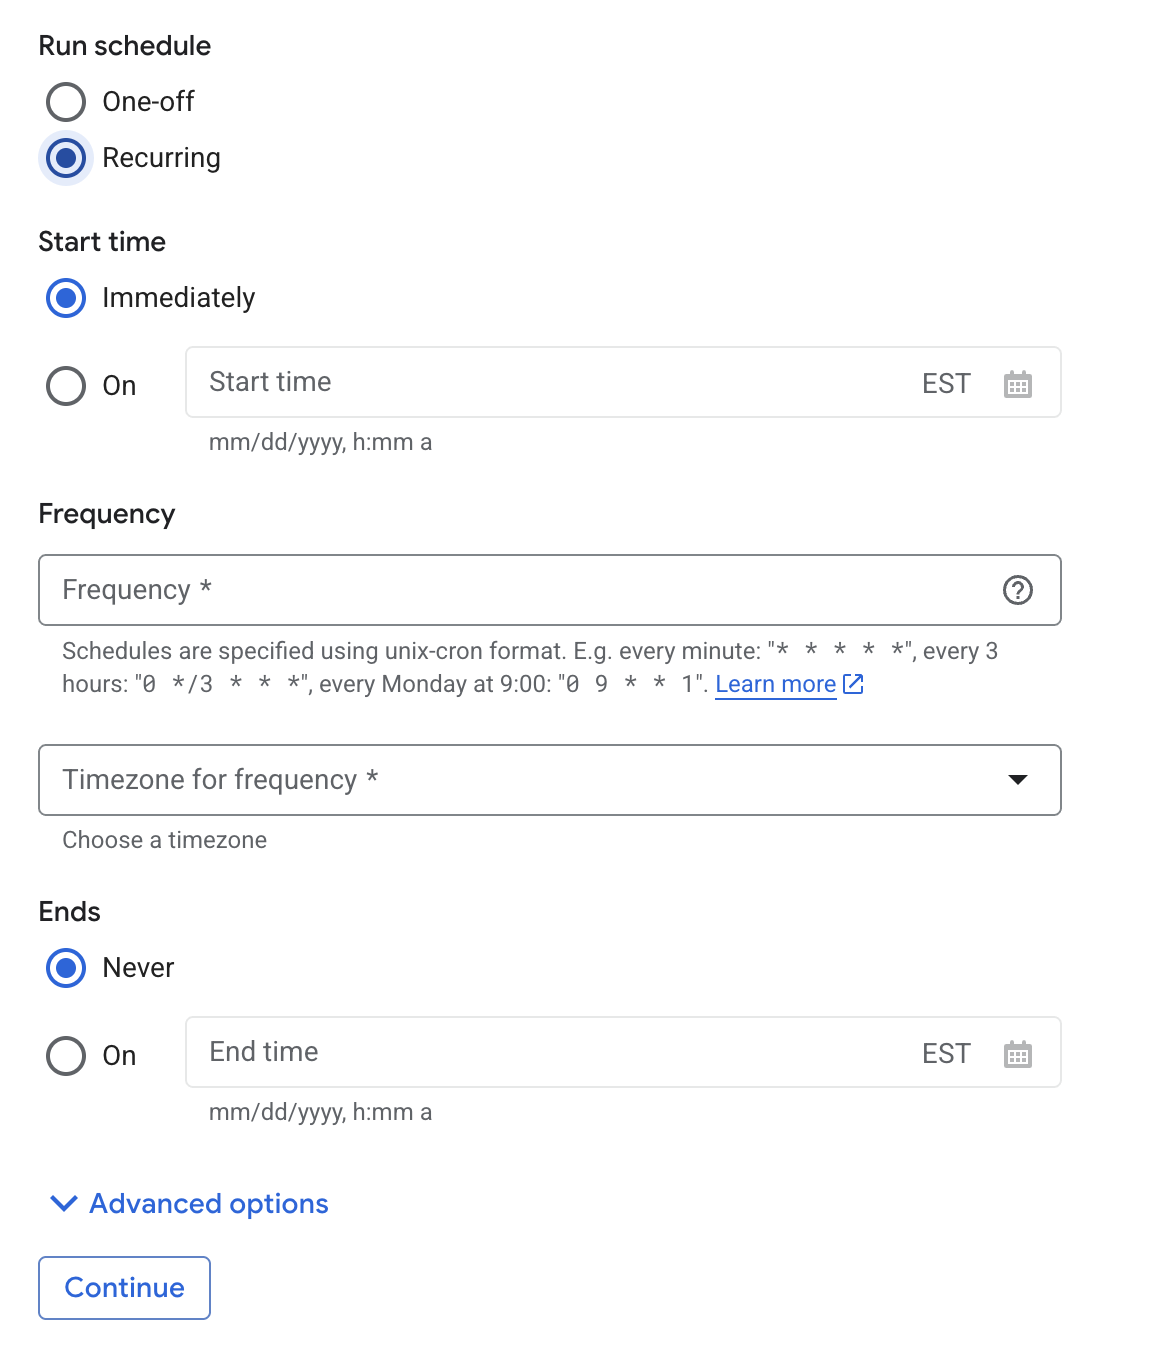 Run schedule
One-off
Recurring
Start time
Immediately
On
Start time EST
mm/dd/yyyy, h:mm a
Frequency
Frequency *
Schedules are specified using unix-cron format. E.g. every minute: "* * * * *", every 3
hours: "0 */3 * * *", every Monday at 9:00: "0 9 * * 1". Learn more
Timezone for frequency *
Choose a timezone
Ends
Never
On
End time EST
mm/dd/yyyy, h:mm a
Advanced options
Continue